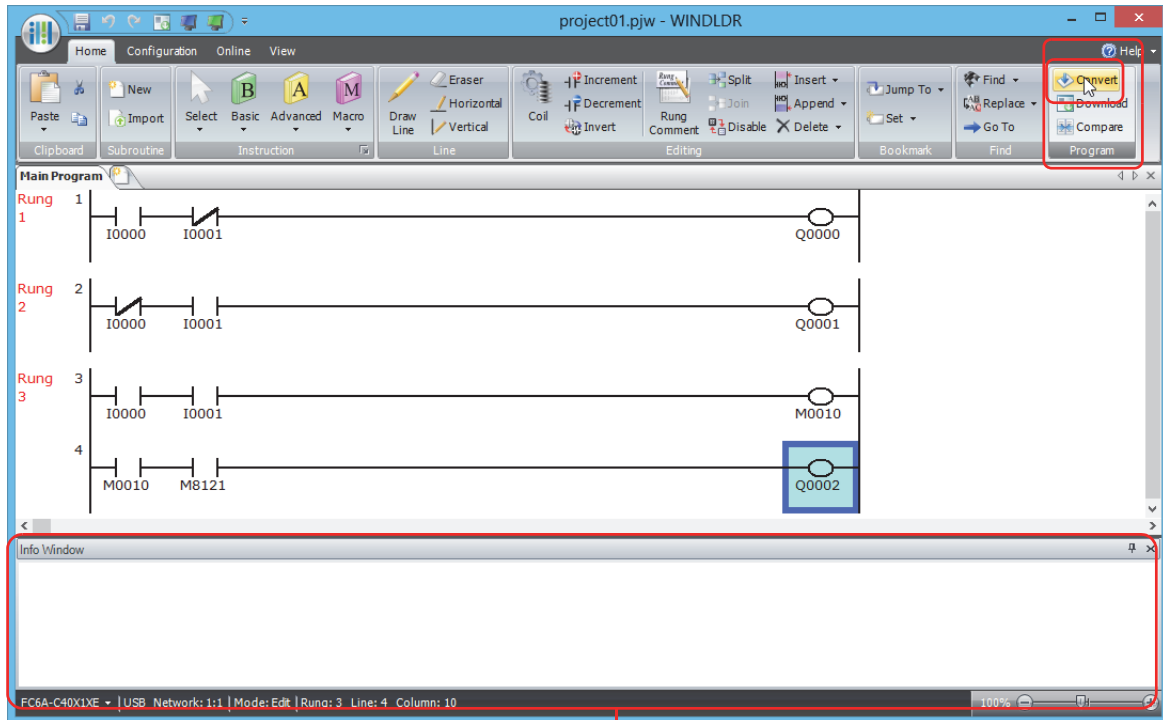 project01.pjw - WINDLDR
Home Configuration Online View Help
Paste
Clipboard
New
Import
Subroutine
Select B Basic A Advanced M Macro
Instruction
Draw Line
Eraser
Horizontal
Vertical
Line
Coil
Increment
Decrement
Invert
Rung Comment
Split
Join
Disable
Insert
Append
Delete
Editing
Jump To
Set
Bookmark
Find
Replace
Go To
Find
Convert
Download
Compare
Program
Main Program
Rung 1
1
I0000 I0001 Q0000
Rung 2
2
I0000 I0001 Q0001
Rung 3
3
I0000 I0001 M0010
4
M0010 M8121 Q0002
Info Window
FC6A-C40X1XE | USB Network: 1:1 | Mode: Edit | Rung: 3 Line: 4 Column: 10 100%